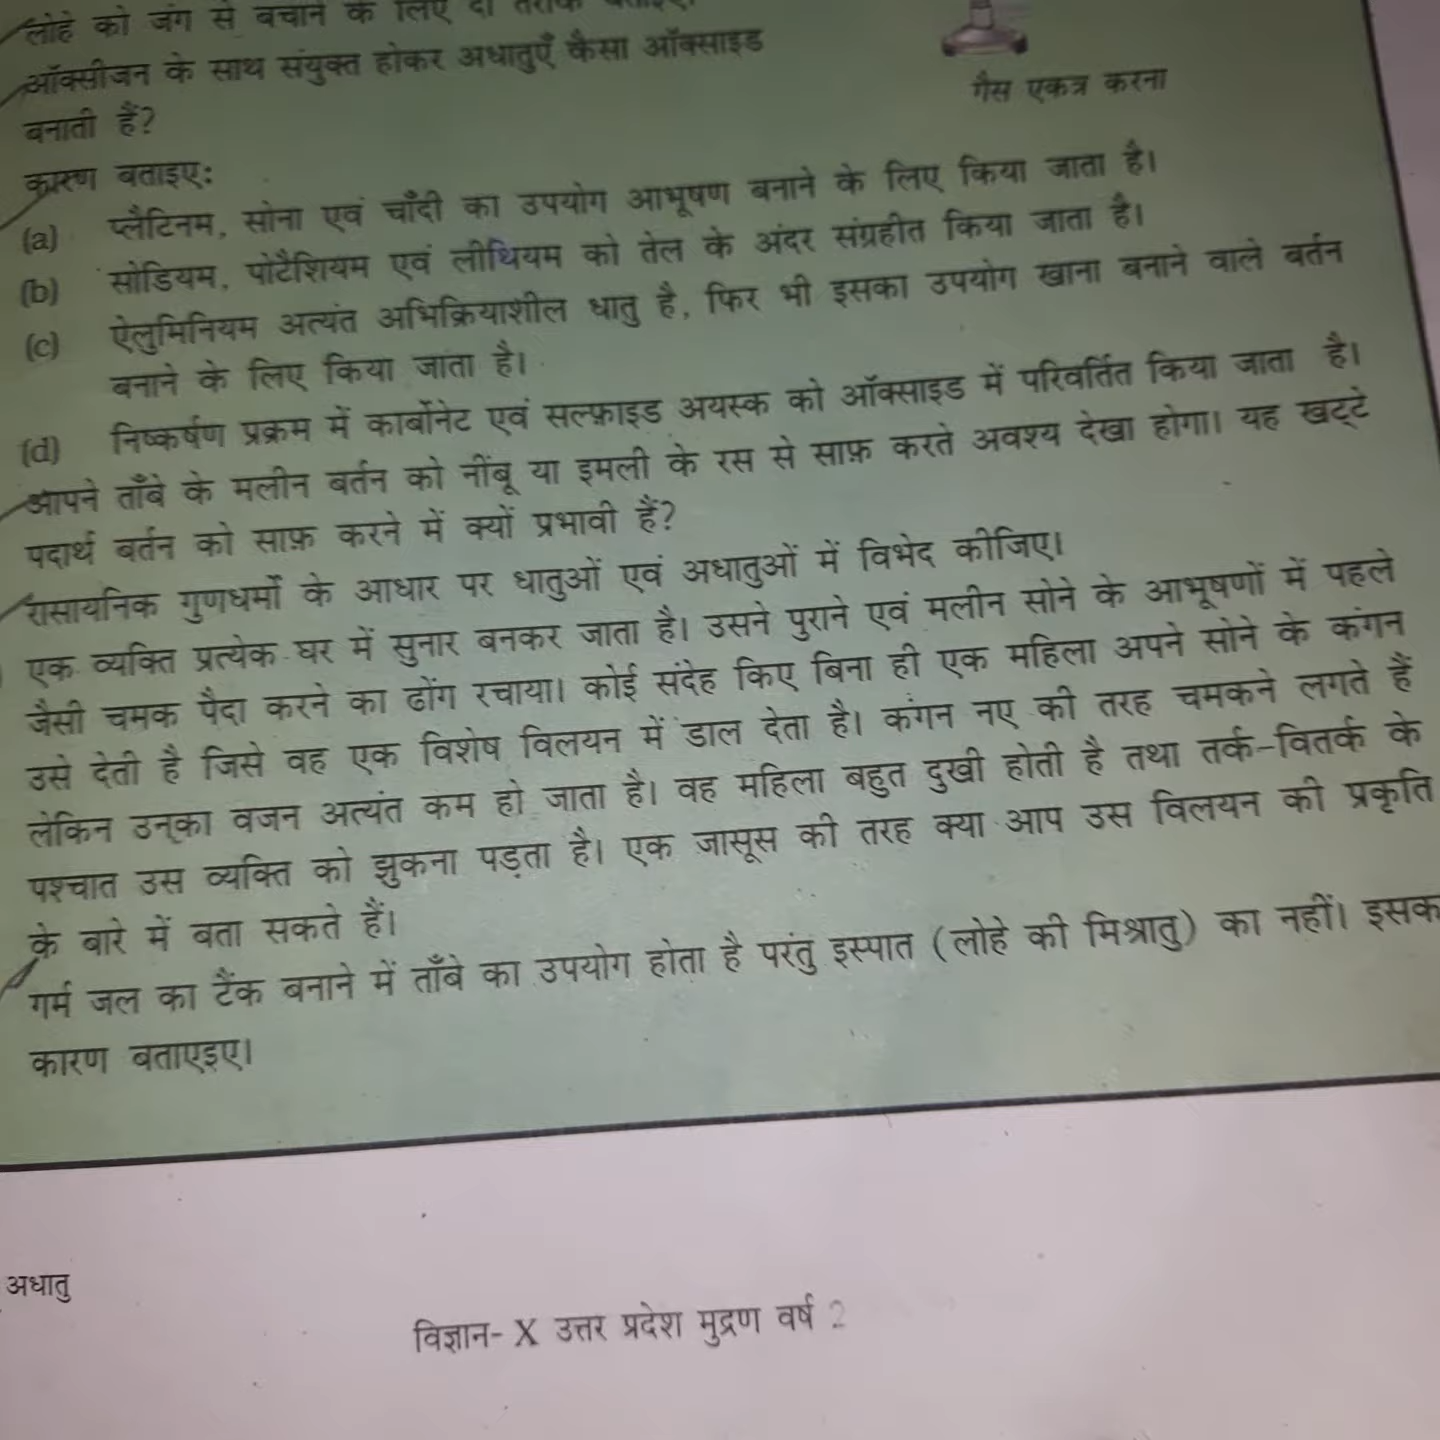 लोहे को जंग से बचाने के लिए दो तरीके बताइए।
ऑक्सीजन के साथ संयुक्त होकर अधातुएँ कैसा ऑक्साइड
बनाती हैं?
गैस एकत्र करना
कारण बताइए:
(a) प्लैटिनम, सोना एवं चाँदी का उपयोग आभूषण बनाने के लिए किया जाता है।
(b) सोडियम, पोटैशियम एवं लीथियम को तेल के अंदर संग्रहीत किया जाता है।
(c) ऐलुमिनियम अत्यंत अभिक्रियाशील धातु है, फिर भी इसका उपयोग खाना बनाने वाले बर्तन
बनाने के लिए किया जाता है।
(d) निष्कर्षण प्रक्रम में कार्बोनेट एवं सल्फ़ाइड अयस्क को ऑक्साइड में परिवर्तित किया जाता है।
आपने ताँबे के मलीन बर्तन को नींबू या इमली के रस से साफ़ करते अवश्य देखा होगा। यह खट्टे
पदार्थ बर्तन को साफ़ करने में क्यों प्रभावी हैं?
रासायनिक गुणधर्मों के आधार पर धातुओं एवं अधातुओं में विभेद कीजिए।
एक व्यक्ति प्रत्येक घर में सुनार बनकर जाता है। उसने पुराने एवं मलीन सोने के आभूषणों में पहले
जैसी चमक पैदा करने का ढोंग रचाया। कोई संदेह किए बिना ही एक महिला अपने सोने के कंगन
उसे देती है जिसे वह एक विशेष विलयन में डाल देता है। कंगन नए की तरह चमकने लगते हैं
लेकिन उनका वजन अत्यंत कम हो जाता है। वह महिला बहुत दुखी होती है तथा तर्क-वितर्क के
पश्चात उस व्यक्ति को झुकना पड़ता है। एक जासूस की तरह क्या आप उस विलयन की प्रकृति
के बारे में बता सकते हैं।
गर्म जल का टैंक बनाने में ताँबे का उपयोग होता है परंतु इस्पात (लोहे की मिश्रातु) का नहीं। इसक
कारण बताएइए।
अधातु
विज्ञान- X उत्तर प्रदेश मुद्रण वर्ष 2